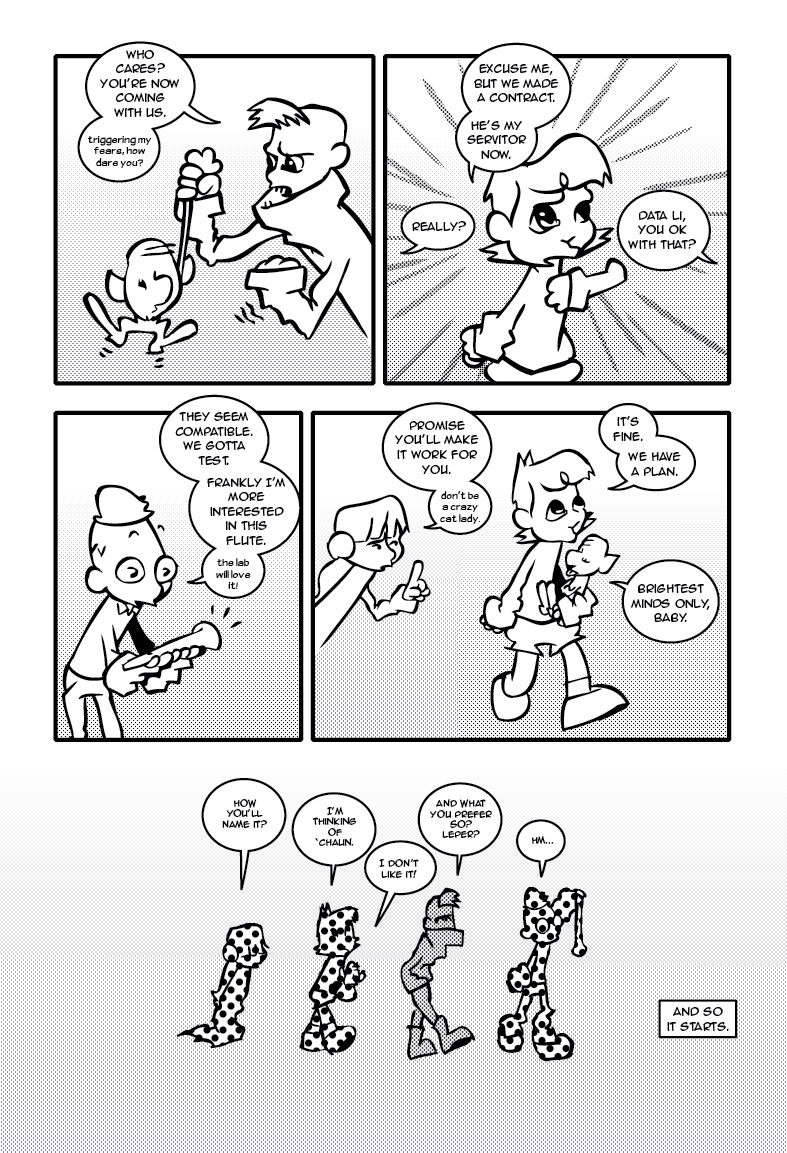 WHO
CARES?
YOU'RE NOW
COMING
WITH US.
triggering my
fears, how
dare you?
EXCUSE ME,
BUT WE MADE
A CONTRACT.
HE'S MY
SERVITOR
NOW.
REALLY?
DATA LI,
YOU OK
WITH THAT?
THEY SEEM
COMPATIBLE.
WE GOTTA
TEST.
FRANKLY I'M
MORE
INTERESTED
IN THIS
FLUTE.
the lab
will love
it!
PROMISE
YOU'LL MAKE
IT WORK FOR
YOU.
don't be
a crazy
cat lady.
IT'S
FINE.
WE HAVE
A PLAN.
BRIGHTEST
MINDS ONLY,
BABY.
HOW
YOU'LL
NAME IT?
I'M
THINKING
OF
'CHAUN.
I DON'T
LIKE IT!
AND WHAT
YOU PREFER
SO?
LEPER?
HM...
AND SO
IT STARTS.